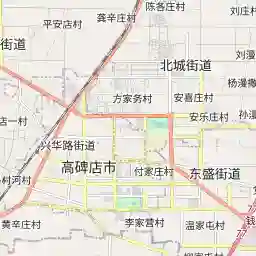 陈各庄村
龚辛庄村
平安店村
刘庄村
刘漫
街道
北城街道
杨漫撒
方家务村
安喜庄村
店一村
安乐庄村
孙漫
兴华路街道
高碑店市
付家庄村
东盛街道
村河村
黄辛庄村
李家营村
温家屯村